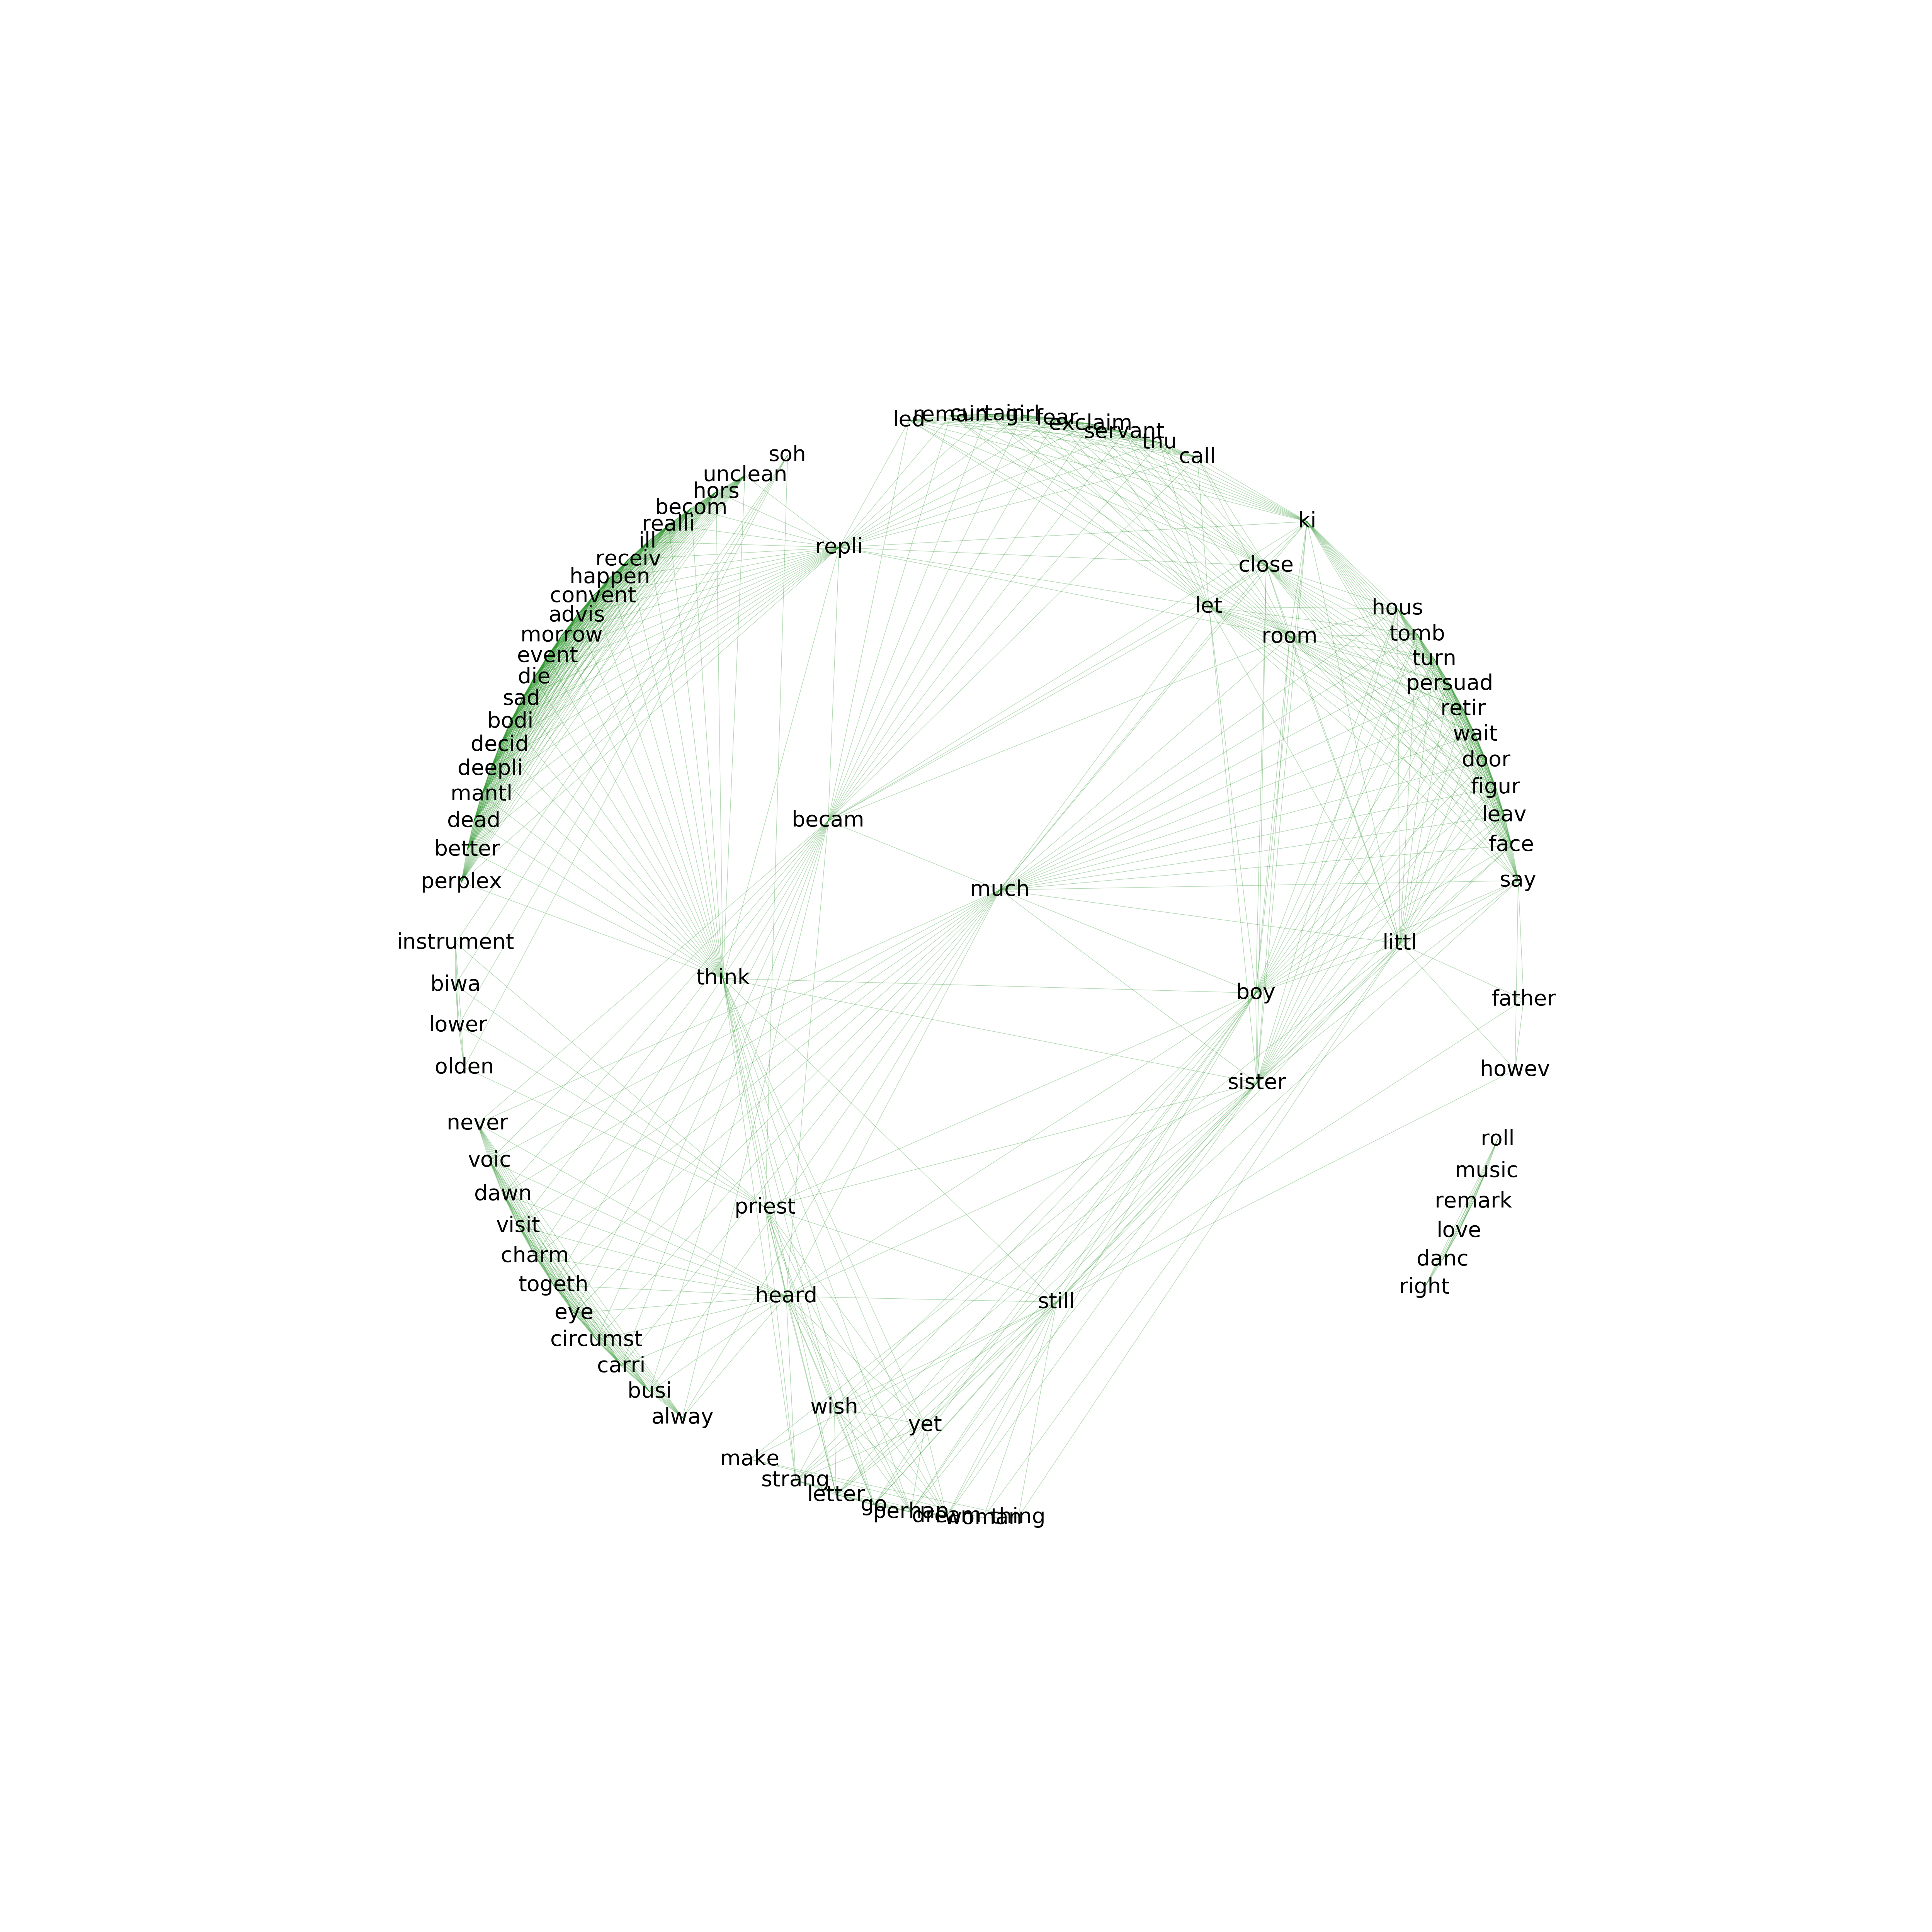 led
remain
curtain
girl
fear
exclaim
servant
thu
call
soh
unclean
hors
becom
realli
ill
receiv
happen
convent
advis
morrow
event
die
sad
bodi
decid
deepli
mantl
dead
better
perplex
repli
ki
close
let
room
hous
tomb
turn
persuad
retir
wait
door
figur
leav
face
say
becam
much
think
littl
boy
sister
father
howev
instrument
biwa
lower
olden
never
voic
dawn
visit
charm
togeth
eye
circumst
carri
busi
alway
priest
heard
still
roll
music
remark
love
danc
right
wish
yet
make
strang
letter
go
perhap
dream
woman
thing